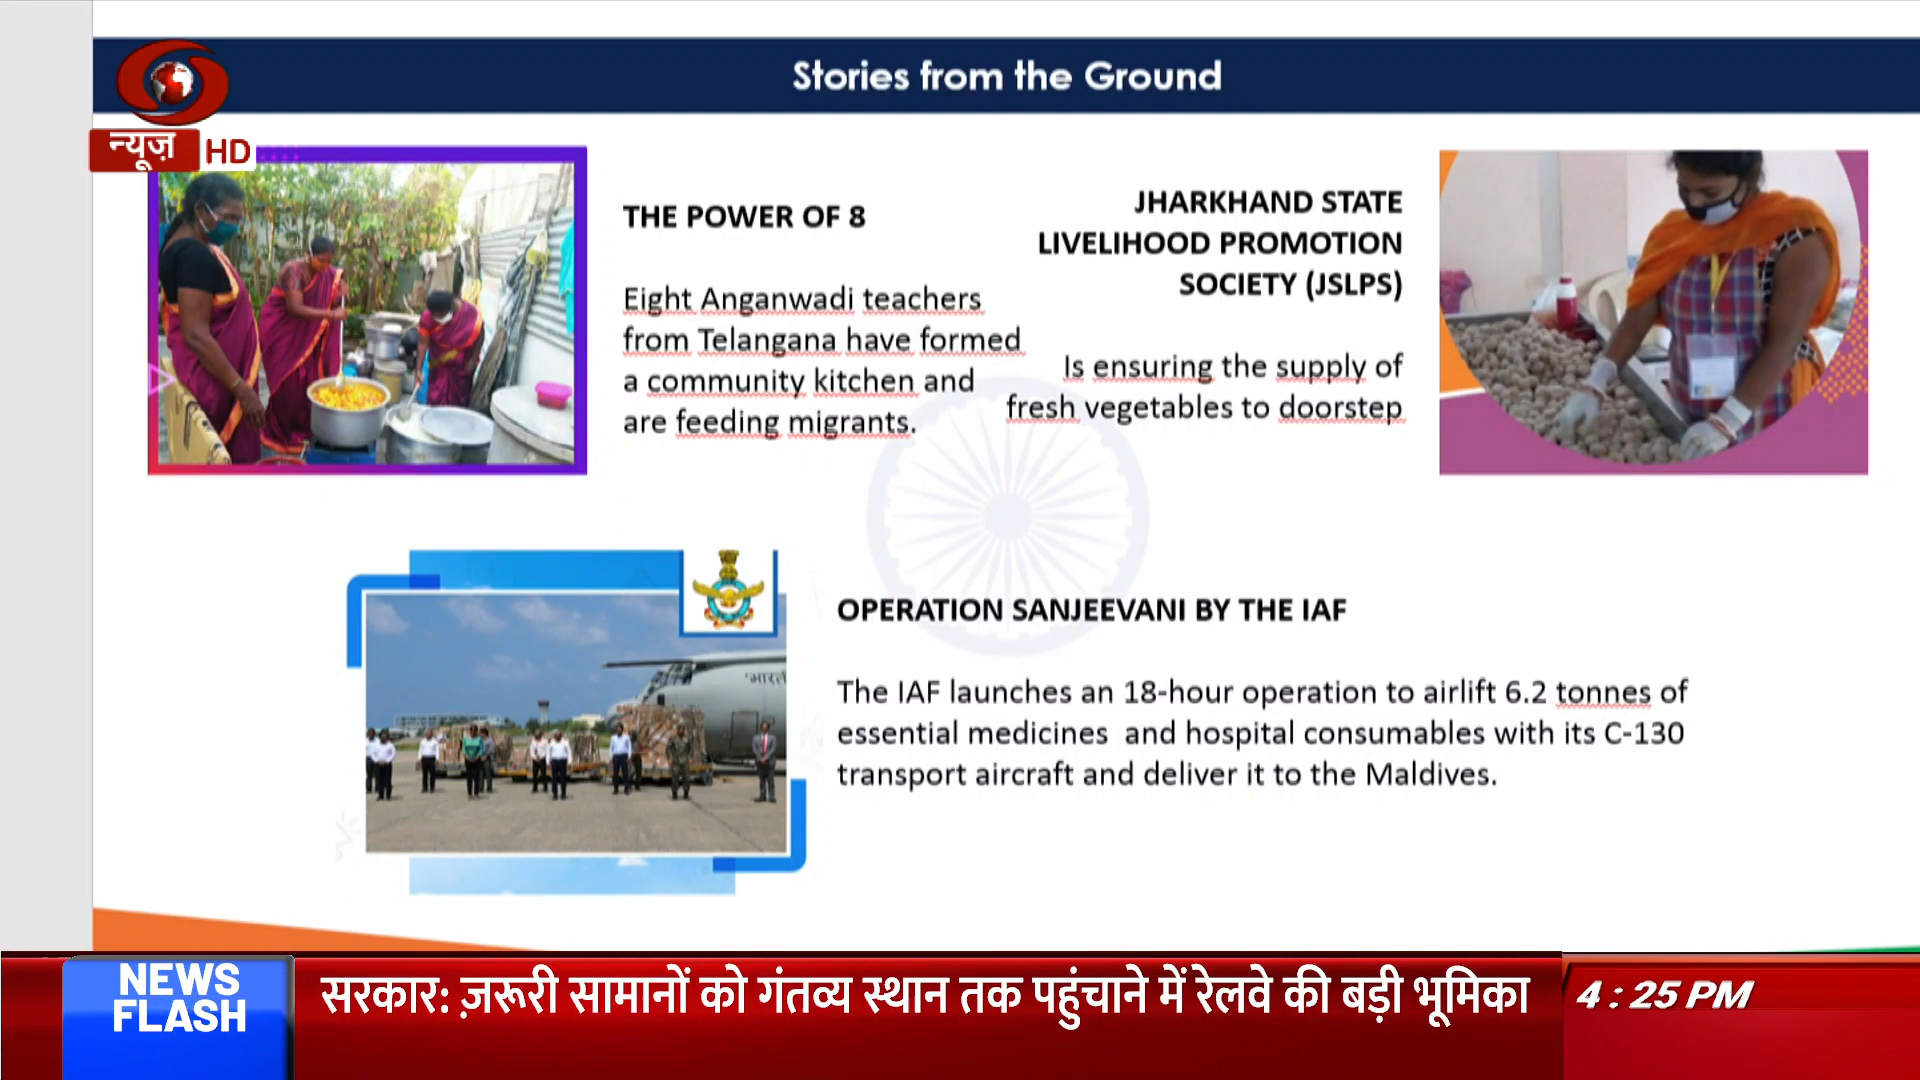 Stories from the Ground
न्यूज़ HD
THE POWER OF 8
Eight Anganwadi teachers
from Telangana have formed
a community kitchen and
are feeding migrants.
JHARKHAND STATE
LIVELIHOOD PROMOTION
SOCIETY (JSLPS)
Is ensuring the supply of
fresh vegetables to doorstep
OPERATION SANJEEVANI BY THE IAF
The IAF launches an 18-hour operation to airlift 6.2 tonnes of
essential medicines and hospital consumables with its C-130
transport aircraft and deliver it to the Maldives.
NEWS
FLASH
सरकार: ज़रूरी सामानों को गंतव्य स्थान तक पहुंचाने में रेलवे की बड़ी भूमिका
4 : 25 PM